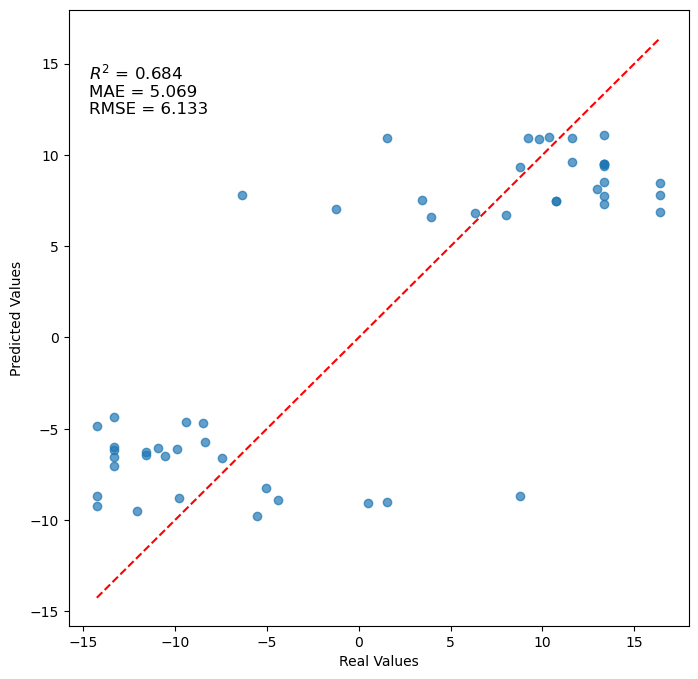 R² = 0.684
MAE = 5.069
RMSE = 6.133
15
10
5
0
−5
−10
−15
Predicted Values
−15 −10 −5 0 5 10 15
Real Values